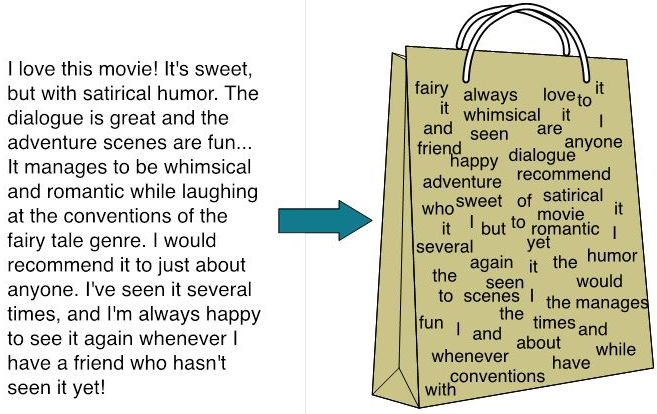 I love this movie! It's sweet,
but with satirical humor. The
dialogue is great and the
adventure scenes are fun...
It manages to be whimsical
and romantic while laughing
at the conventions of the
fairy tale genre. I would
recommend it to just about
anyone. I've seen it several
times, and I'm always happy
to see it again whenever I
have a friend who hasn't
seen it yet!
fairy always love to it
it whimsical it I
and seen are anyone
friend happy dialogue
adventure recommend
who sweet of satirical
it I but to movie romantic it I
several yet
again it the humor
the seen would
to scenes I the manages
fun I and the times and
about while
whenever have
conventions
with